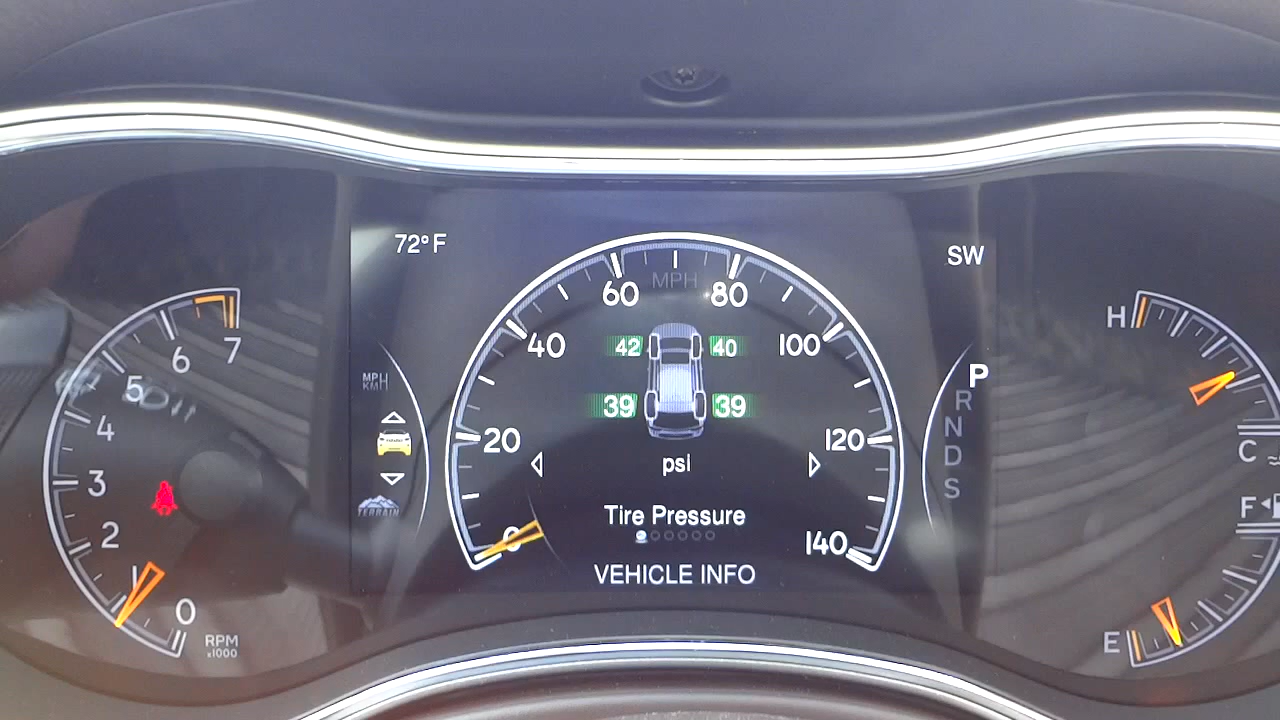 72°F
SW
MPH
60 80
40 100
20 120
0 140
42 40
39 39
psi
Tire Pressure
VEHICLE INFO
7
6
5
4
3
2
1
0
RPM
x1000
MPH
KM/H
TERRAIN
P
R
N
D
S
H
C
F
E